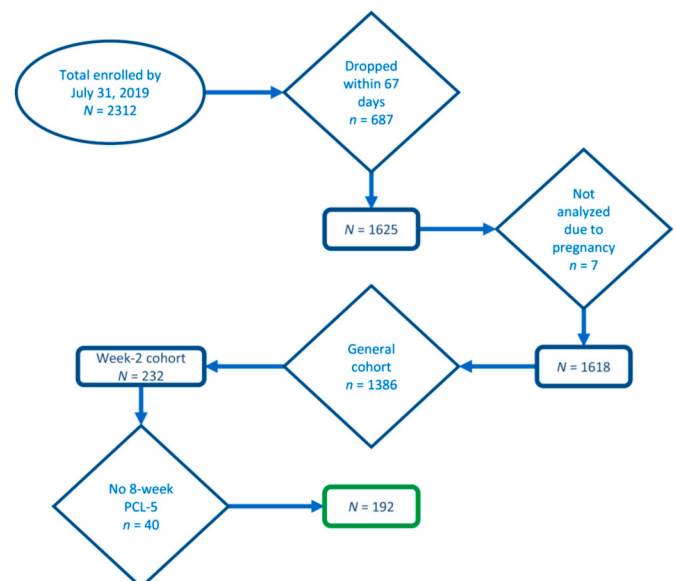 Total enrolled by
July 31, 2019
N = 2312
Dropped
within 67
days
n = 687
N = 1625
Not
analyzed
due to
pregnancy
n = 7
N = 1618
General
cohort
n = 1386
Week-2 cohort
N = 232
No 8-week
PCL-5
n = 40
N = 192